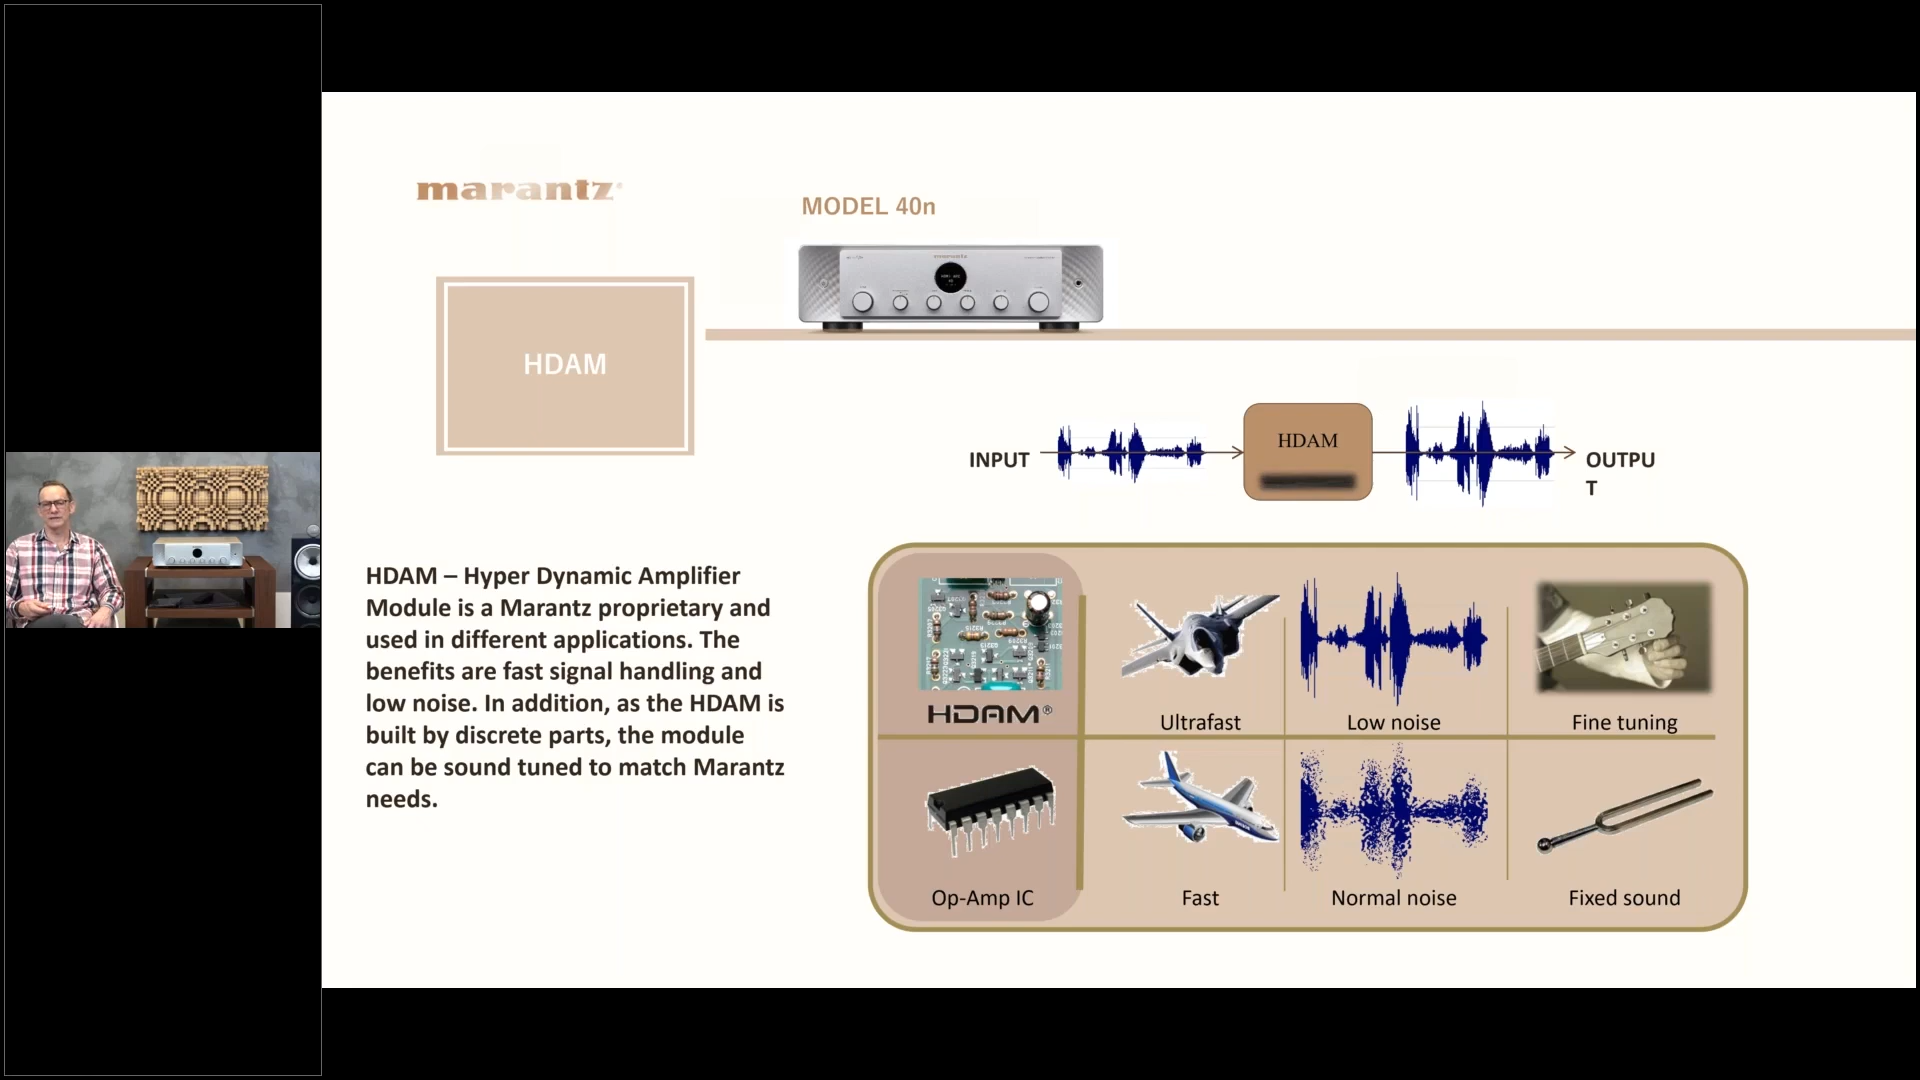 marantz
MODEL 40n
HDAM
INPUT
HDAM
OUTPU
T
HDAM – Hyper Dynamic Amplifier
Module is a Marantz proprietary and
used in different applications. The
benefits are fast signal handling and
low noise. In addition, as the HDAM is
built by discrete parts, the module
can be sound tuned to match Marantz
needs.
HDAM®
Ultrafast
Low noise
Fine tuning
Op-Amp IC
Fast
Normal noise
Fixed sound